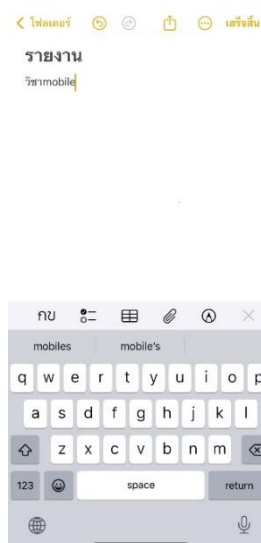 โฟลเดอร์ เสร็จสิ้น
รายงาน
วิชาmobile
กข
mobiles mobile's
q w e r t y u i o p
a s d f g h j k l
z x c v b n m
123 space return